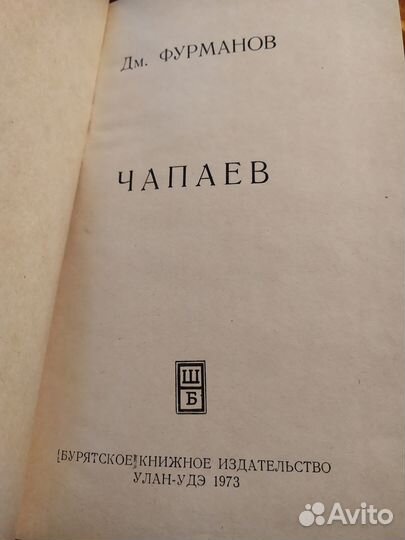 Дм. ФУРМАНОВ
ЧАПАЕВ
Ш
Б
БУРЯТСКОЕ КНИЖНОЕ ИЗДАТЕЛЬСТВО
УЛАН-УДЭ 1973
Avito